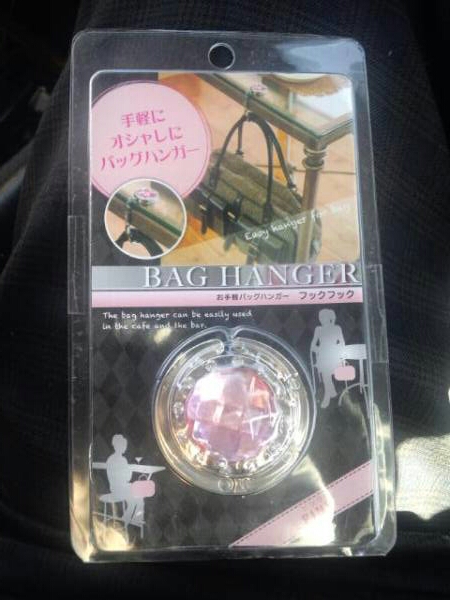 手軽に
オシャレに
バッグハンガー
Easy hanger for bag
BAG HANGER
お手軽バッグハンガー フックフック
The bag hanger can be easily used
in the cafe and the bar.